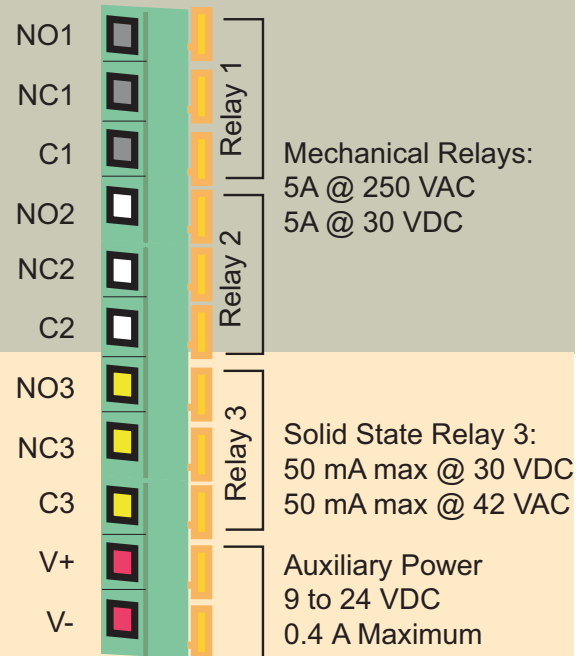 NO1
NC1
C1
NO2
NC2
C2
NO3
NC3
C3
V+
V-
Relay 1
Relay 2
Relay 3
Mechanical Relays:
5A @ 250 VAC
5A @ 30 VDC
Solid State Relay 3:
50 mA max @ 30 VDC
50 mA max @ 42 VAC
Auxiliary Power
9 to 24 VDC
0.4 A Maximum